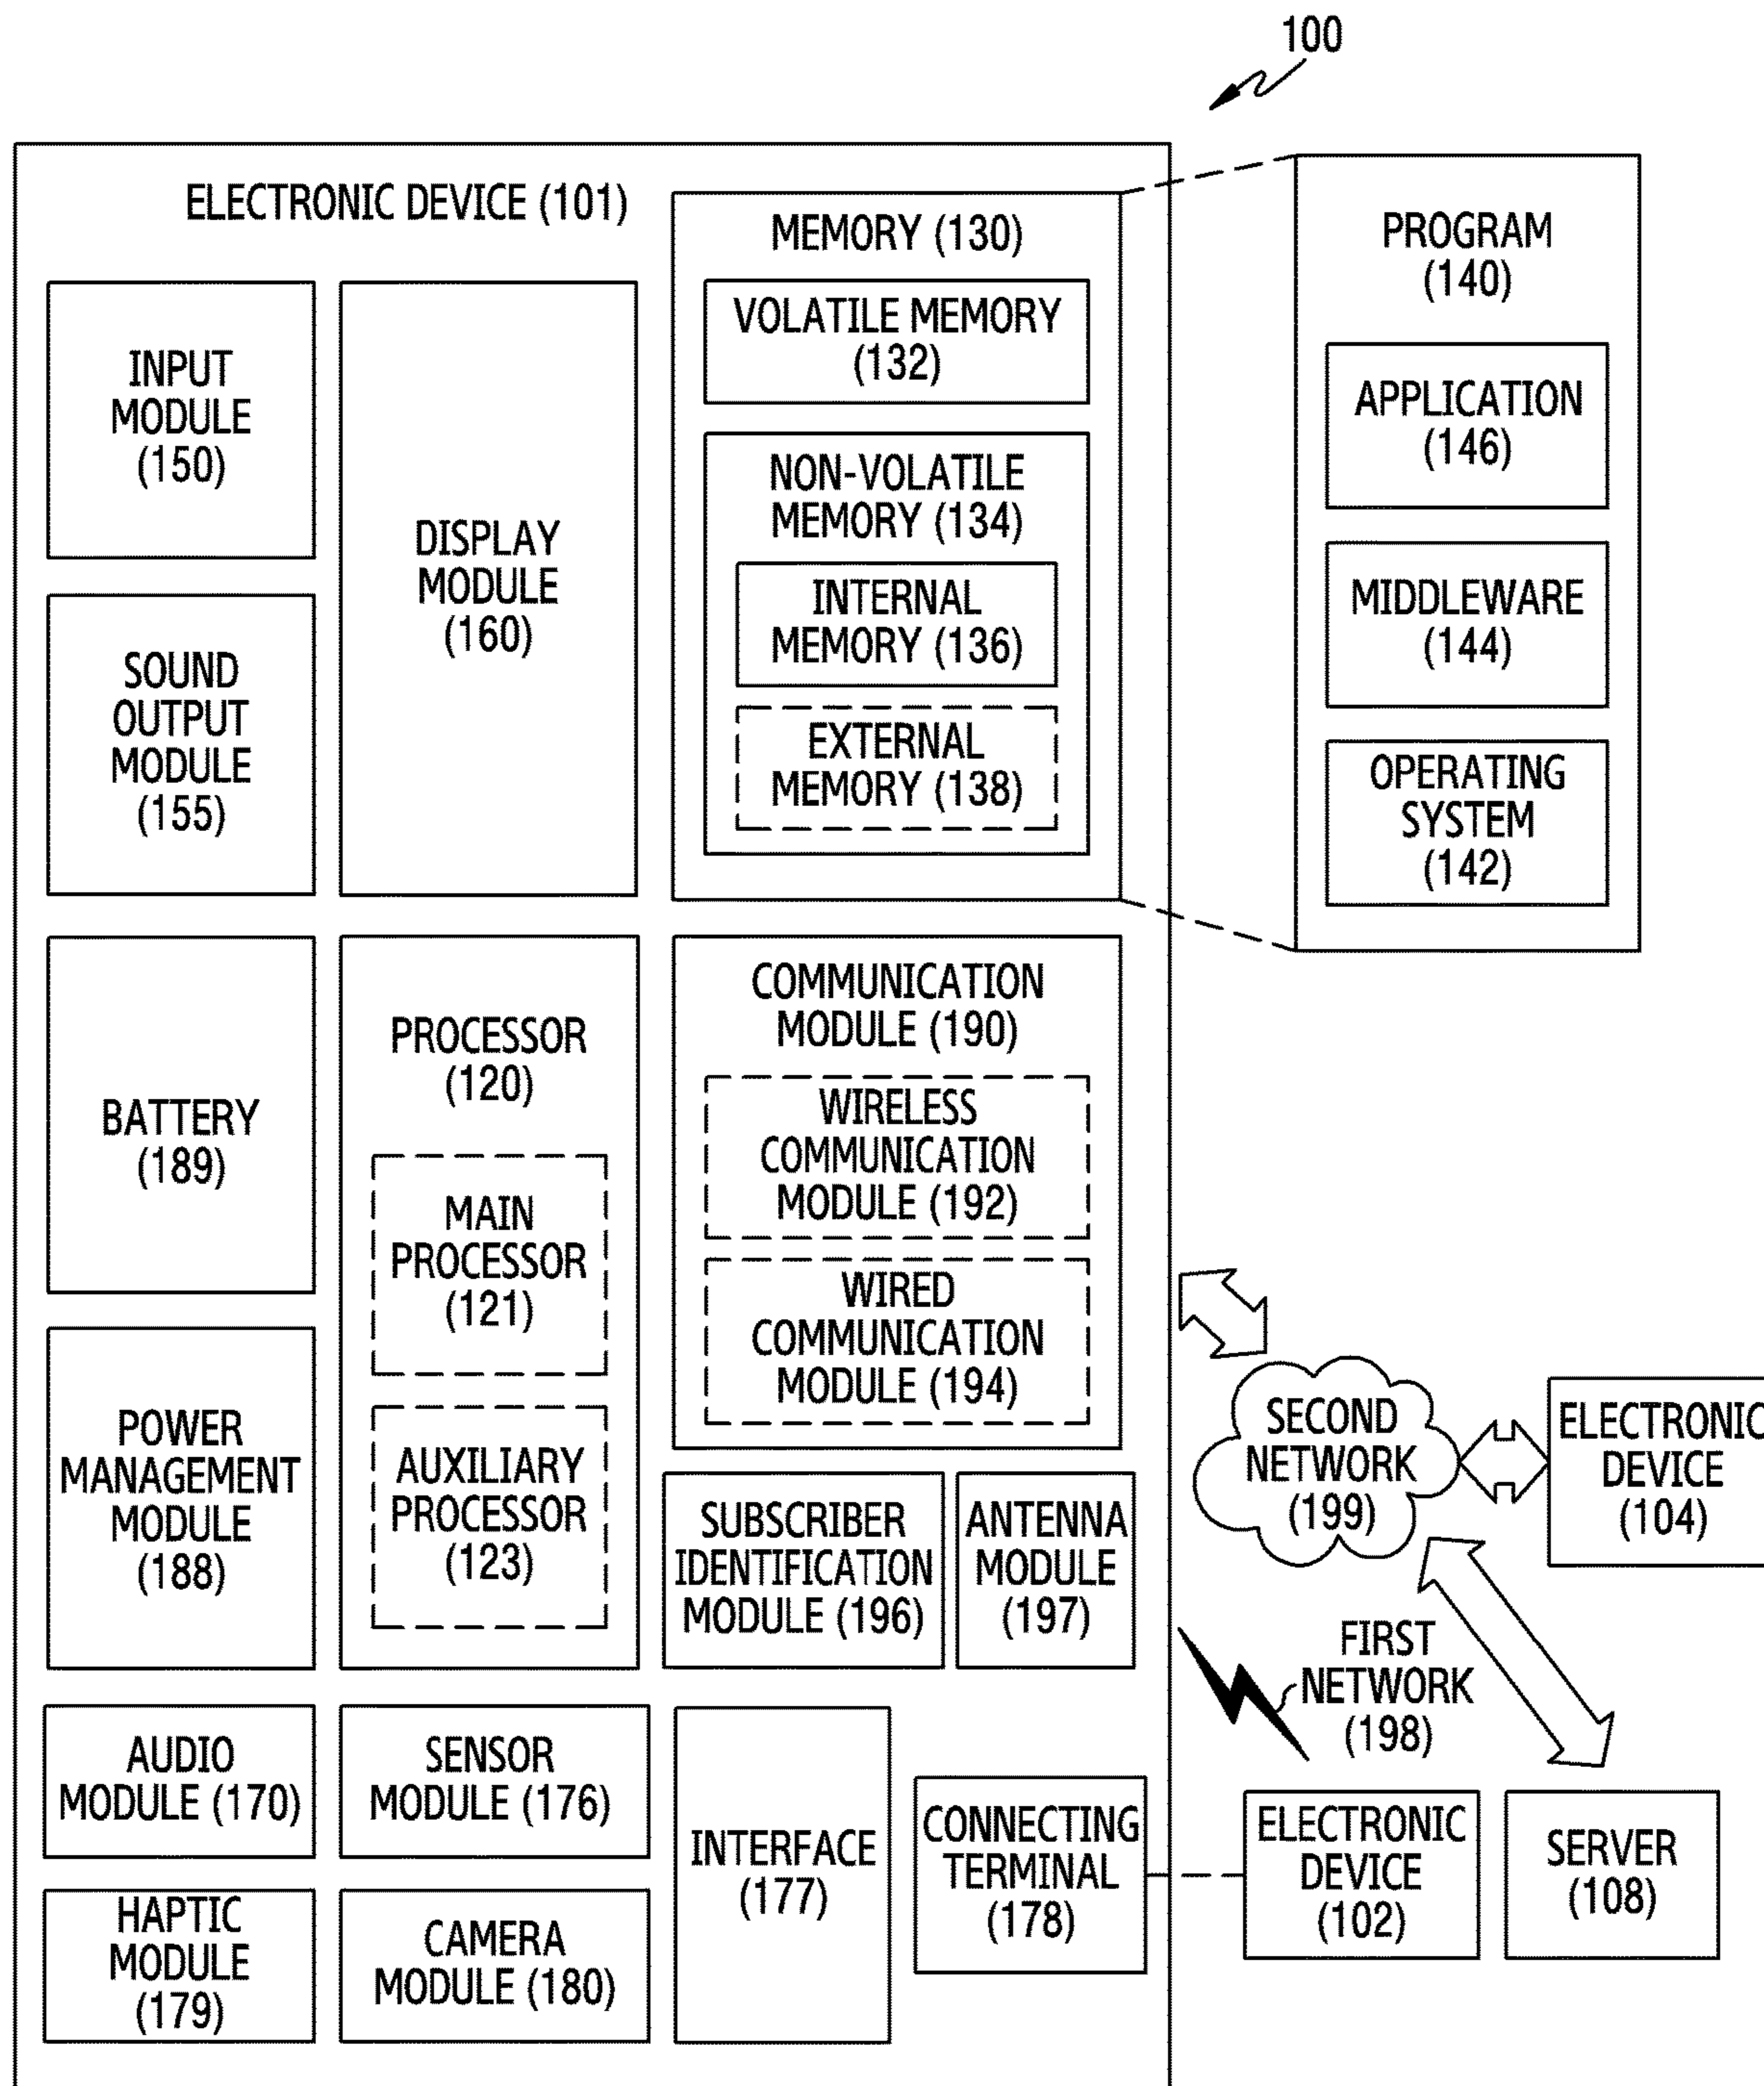 100
ELECTRONIC DEVICE (101)
INPUT
MODULE
(150)
SOUND
OUTPUT
MODULE
(155)
DISPLAY
MODULE
(160)
MEMORY (130)
VOLATILE MEMORY
(132)
NON-VOLATILE
MEMORY (134)
INTERNAL
MEMORY (136)
EXTERNAL
MEMORY (138)
PROGRAM
(140)
APPLICATION
(146)
MIDDLEWARE
(144)
OPERATING
SYSTEM
(142)
BATTERY
(189)
POWER
MANAGEMENT
MODULE
(188)
PROCESSOR
(120)
MAIN
PROCESSOR
(121)
AUXILIARY
PROCESSOR
(123)
COMMUNICATION
MODULE (190)
WIRELESS
COMMUNICATION
MODULE (192)
WIRED
COMMUNICATION
MODULE (194)
SUBSCRIBER
IDENTIFICATION
MODULE (196)
ANTENNA
MODULE
(197)
SECOND
NETWORK
(199)
ELECTRONIC
DEVICE
(104)
FIRST
NETWORK
(198)
AUDIO
MODULE (170)
SENSOR
MODULE (176)
HAPTIC
MODULE
(179)
CAMERA
MODULE (180)
INTERFACE
(177)
CONNECTING
TERMINAL
(178)
ELECTRONIC
DEVICE
(102)
SERVER
(108)